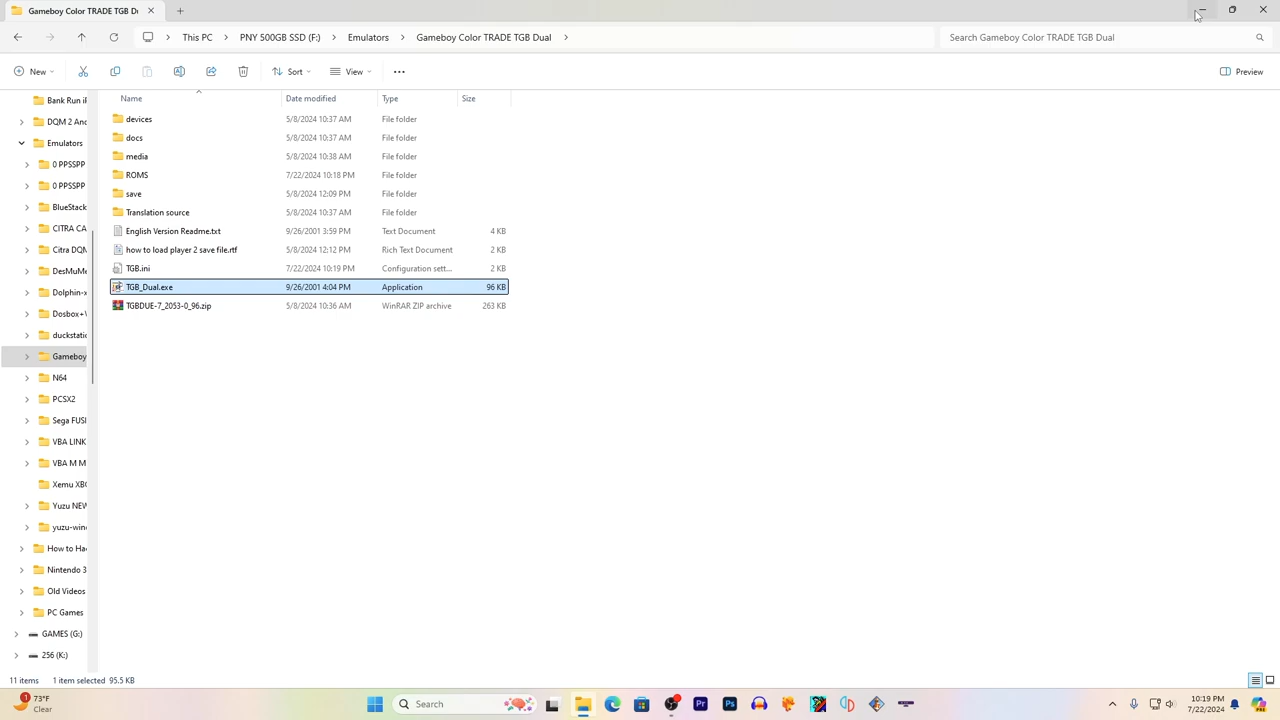 Gameboy Color TRADE TGB D
This PC > PNY 500GB SSD (F:) > Emulators > Gameboy Color TRADE TGB Dual >
Search Gameboy Color TRADE TGB Dual
New Sort View ... Preview
Name Date modified Type Size
Bank Run iF
DQM 2 And
Emulators
0 PPSSPP
0 PPSSPP
BlueStack
CITRA CA
Citra DQM
DesMuMe
Dolphin-x
Dosbox+V
duckstatic
Gameboy
N64
PCSX2
Sega FUSI
VBA LINK
VBA M M
Xemu XBC
Yuzu NEW
yuzu-wind
How to Hac
Nintendo 3
Old Videos
PC Games
GAMES (G:)
256 (K:)
devices 5/8/2024 10:37 AM File folder
docs 5/8/2024 10:37 AM File folder
media 5/8/2024 10:38 AM File folder
ROMS 7/22/2024 10:18 PM File folder
save 5/8/2024 12:09 PM File folder
Translation source 5/8/2024 10:37 AM File folder
English Version Readme.txt 9/26/2001 3:59 PM Text Document 4 KB
how to load player 2 save file.rtf 5/8/2024 12:12 PM Rich Text Document 2 KB
TGB.ini 7/22/2024 10:19 PM Configuration sett... 2 KB
TGB_Dual.exe 9/26/2001 4:04 PM Application 96 KB
TGBDUE-7_2053-0_96.zip 5/8/2024 10:36 AM WinRAR ZIP archive 263 KB
11 items 1 item selected 95.5 KB
1 73°F
Clear
Search
Pr Ps
10:19 PM
7/22/2024